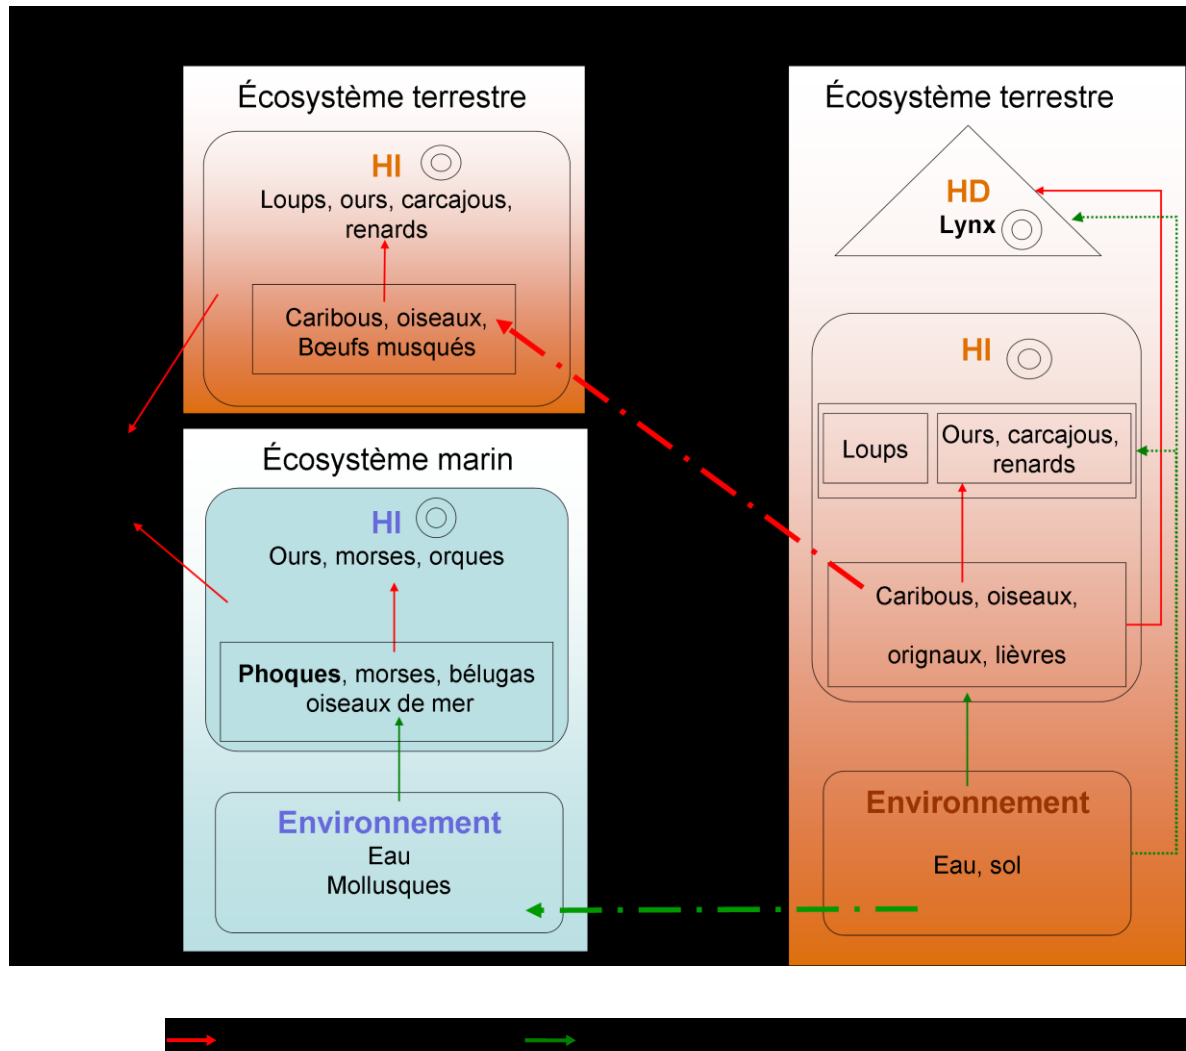 Écosystème terrestre
HI
Loups, ours, carcajous,
renards
Caribous, oiseaux,
Bœufs musqués
Écosystème marin
HI
Ours, morses, orques
Phoques, morses, bélugas
oiseaux de mer
Environnement
Eau
Mollusques
Écosystème terrestre
HD
Lynx
HI
Loups
Ours, carcajous,
renards
Caribous, oiseaux,
orignaux, lièvres
Environnement
Eau, sol